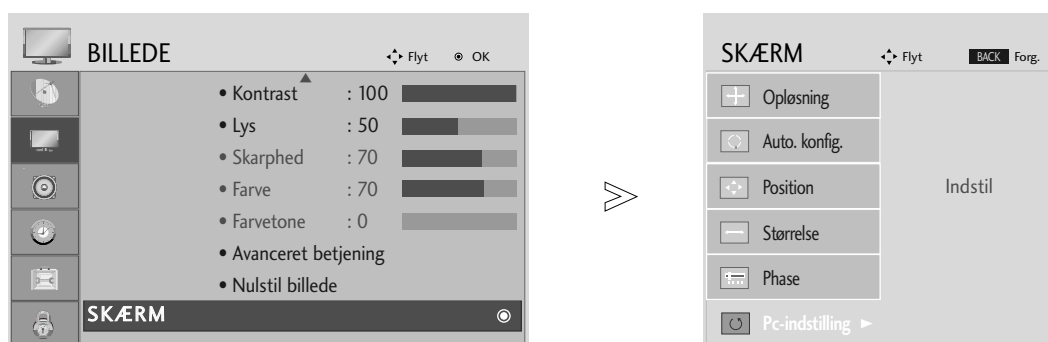 BILLEDE
Flyt OK
• Kontrast : 100
• Lys : 50
• Skarphed : 70
• Farve : 70
• Farvetone : 0
• Avanceret betjening
• Nulstil billede
SKÆRM
SKÆRM
Flyt BACK Forg.
Opløsning
Auto. konfig.
Position
Størrelse
Phase
Pc-indstilling ►
Indstil